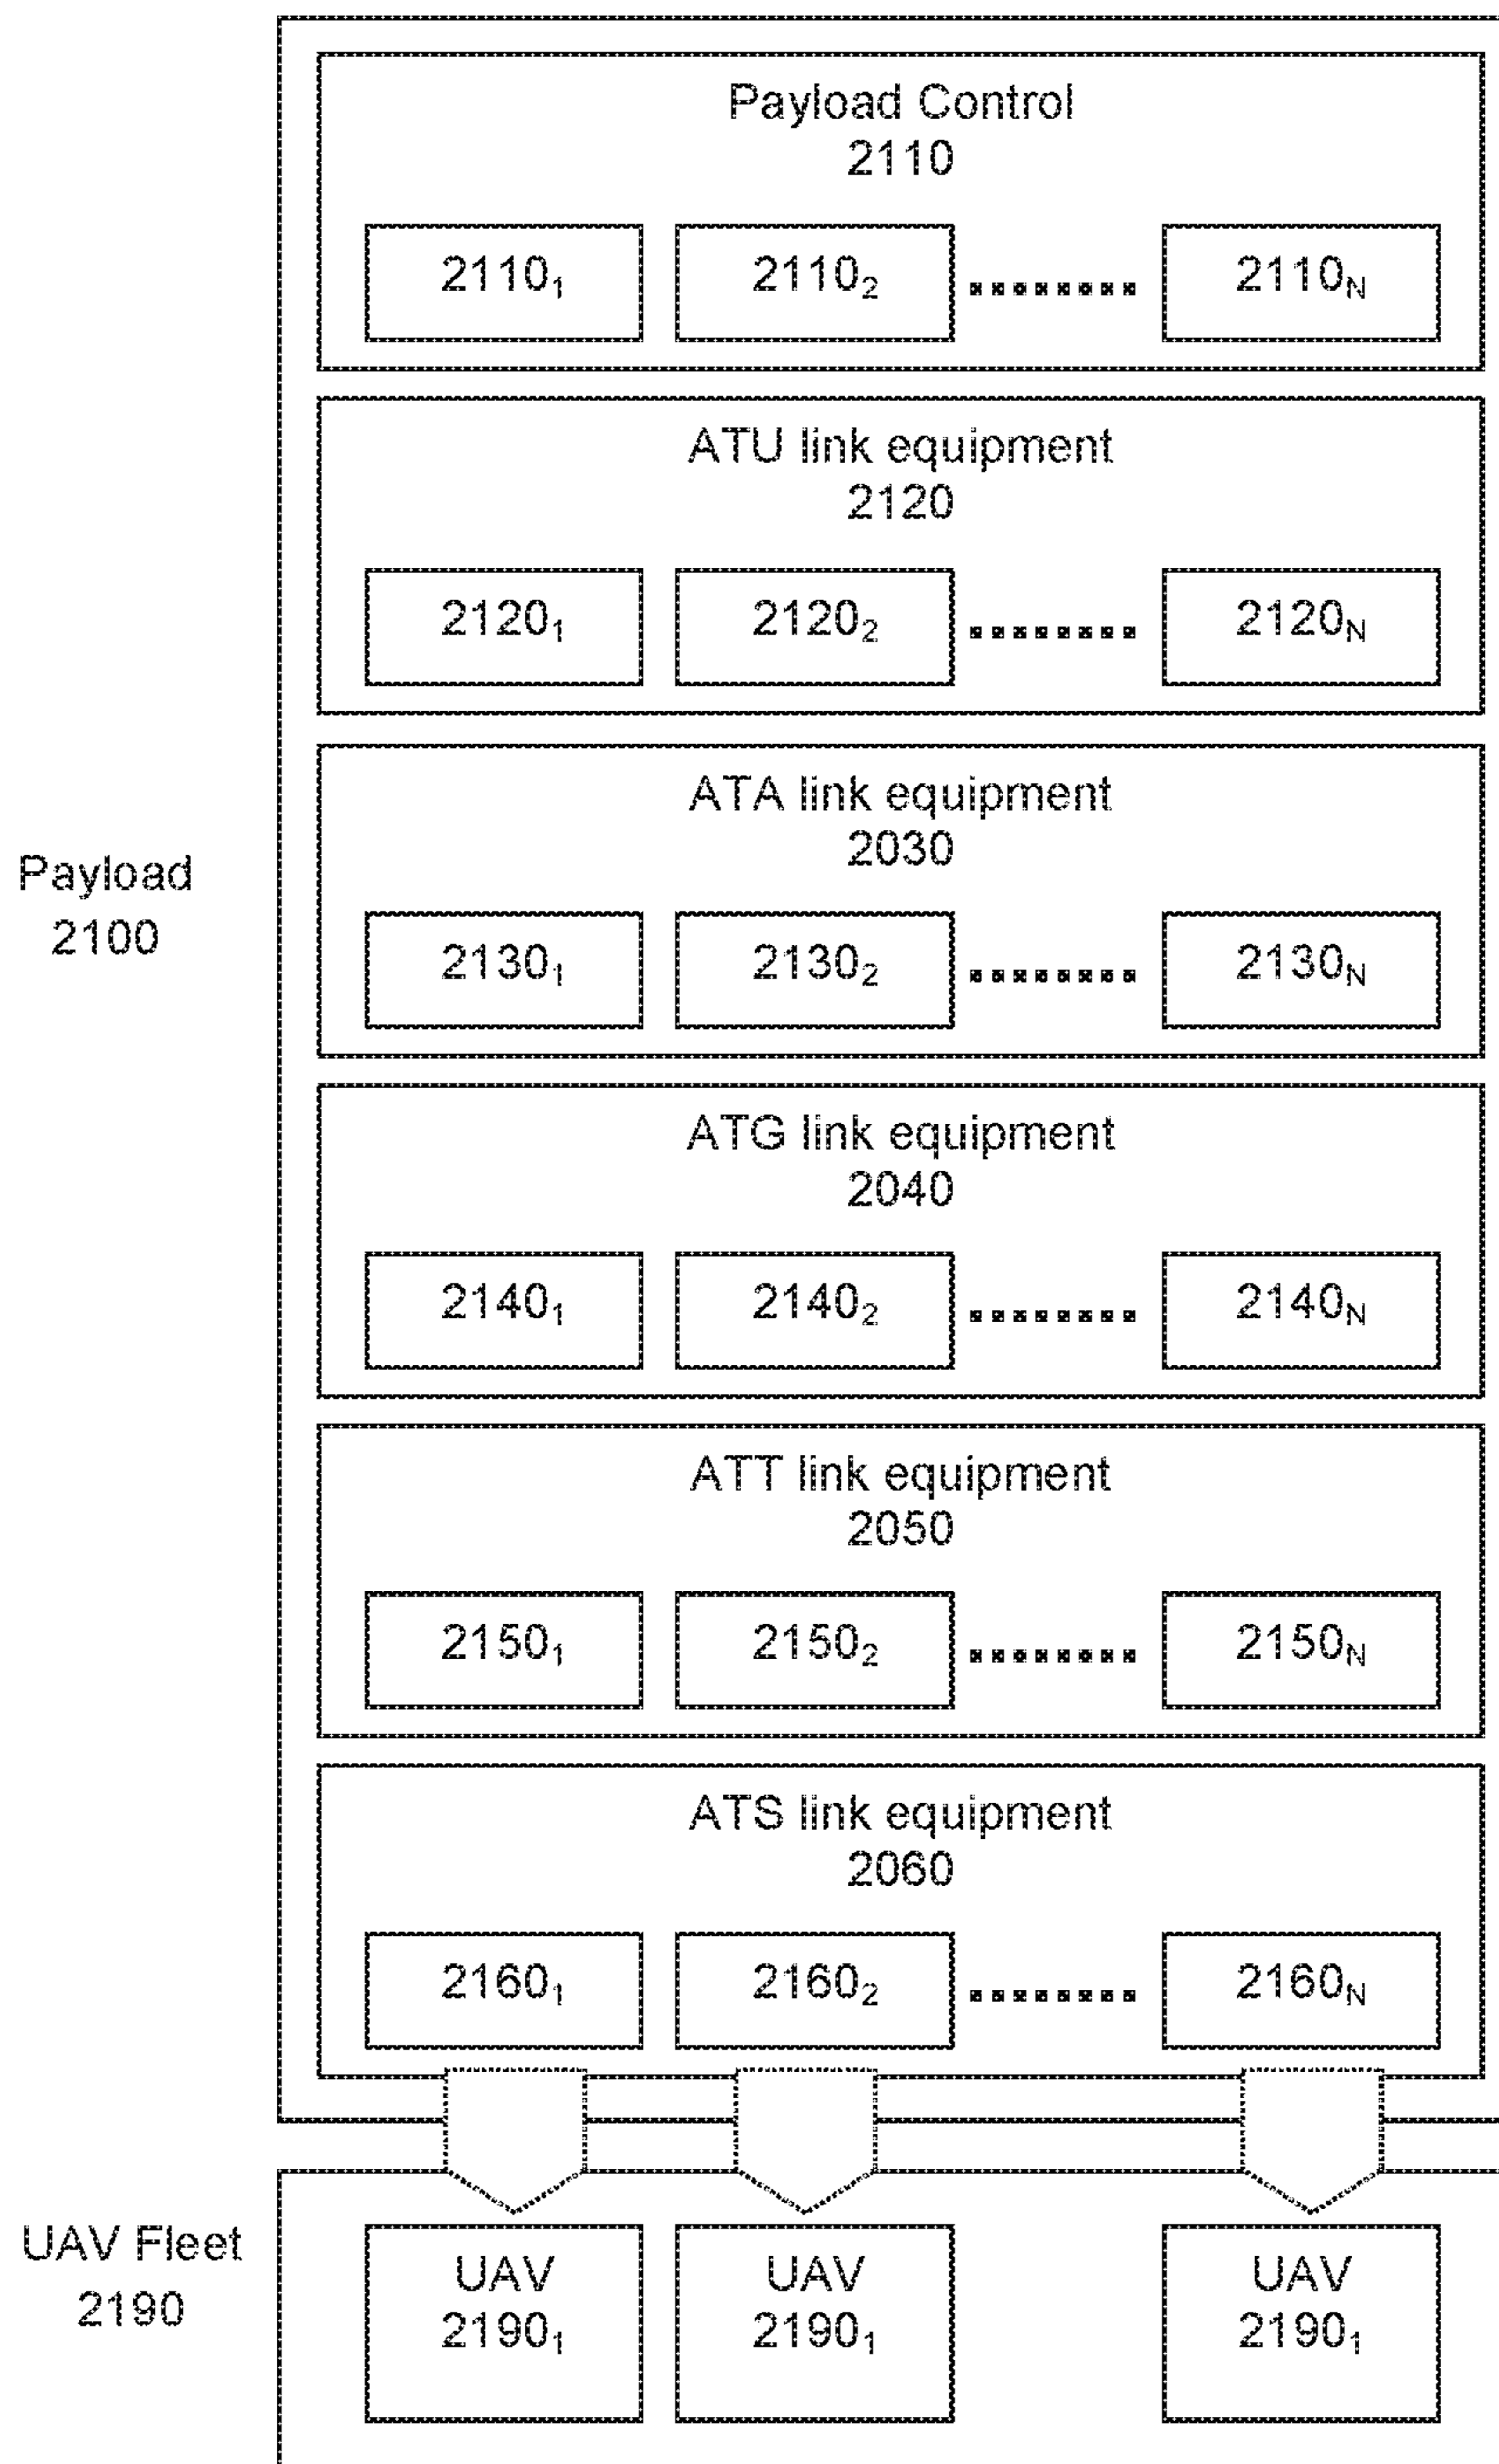 Payload Control
2110
2110₁ 2110₂ 2110N
ATU link equipment
2120
2120₁ 2120₂ 2120N
ATA link equipment
2030
2130₁ 2130₂ 2130N
Payload
2100
ATG link equipment
2040
2140₁ 2140₂ 2140N
ATT link equipment
2050
2150₁ 2150₂ 2150N
ATS link equipment
2060
2160₁ 2160₂ 2160N
UAV Fleet
2190
UAV UAV UAV
2190₁ 2190₁ 2190₁